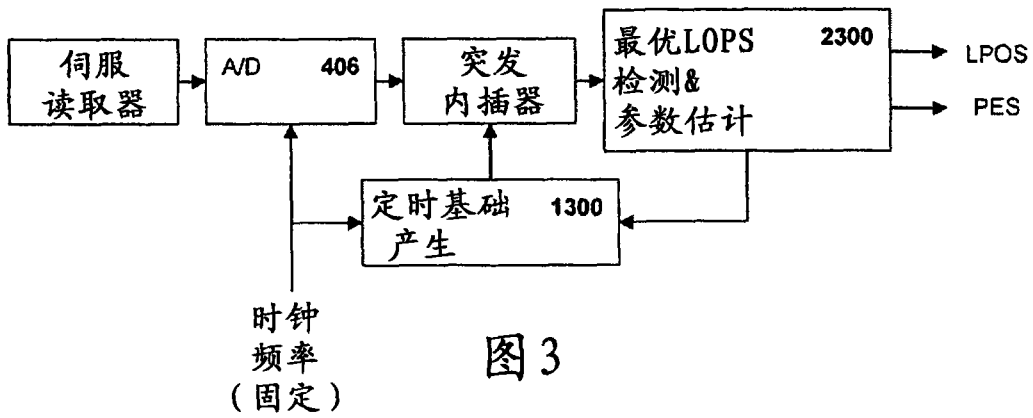 伺服
读取器
A/D 406
突发
内插器
最优LOPS 2300
检测&
参数估计
LPOS
PES
定时基础 1300
产生
时钟
频率
(固定)
图3